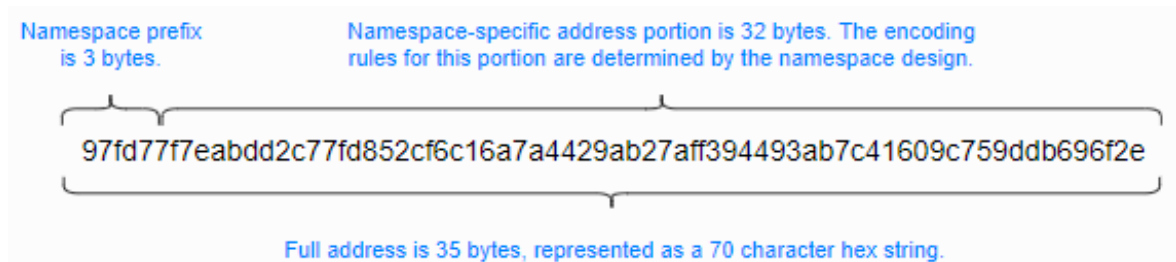 Namespace prefix
is 3 bytes.
Namespace-specific address portion is 32 bytes. The encoding
rules for this portion are determined by the namespace design.
97fd77f7eabdd2c77fd852cf6c16a7a4429ab27aff394493ab7c41609c759ddb696f2e
Full address is 35 bytes, represented as a 70 character hex string.